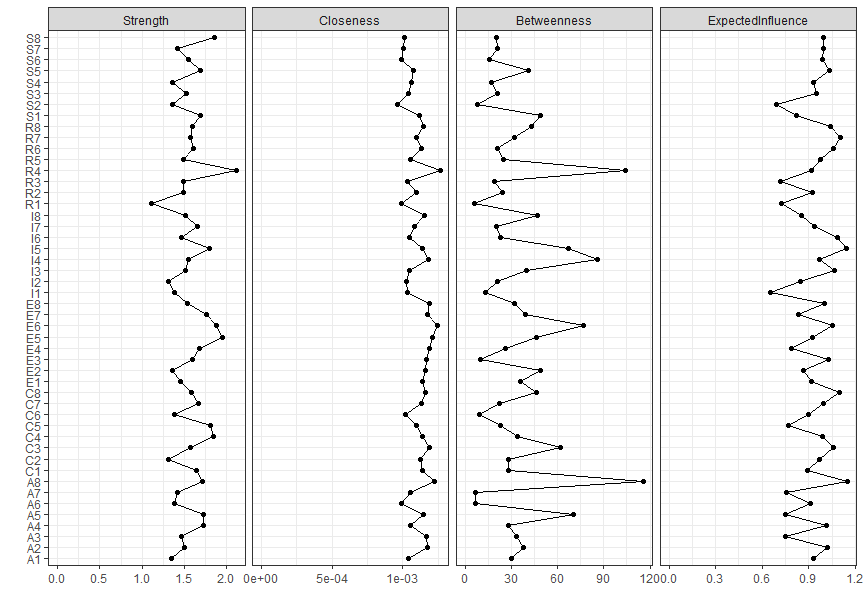 Strength Closeness Betweenness ExpectedInfluence
S8
S7
S6
S5
S4
S3
S2
S1
R8
R7
R6
R5
R4
R3
R2
R1
I8
I7
I6
I5
I4
I3
I2
I1
E8
E7
E6
E5
E4
E3
E2
E1
C8
C7
C6
C5
C4
C3
C2
C1
A8
A7
A6
A5
A4
A3
A2
A1
0.0 0.5 1.0 1.5 2.0 0e+00 5e-04 1e-03 0 30 60 90 120 0.0 0.3 0.6 0.9 1.2